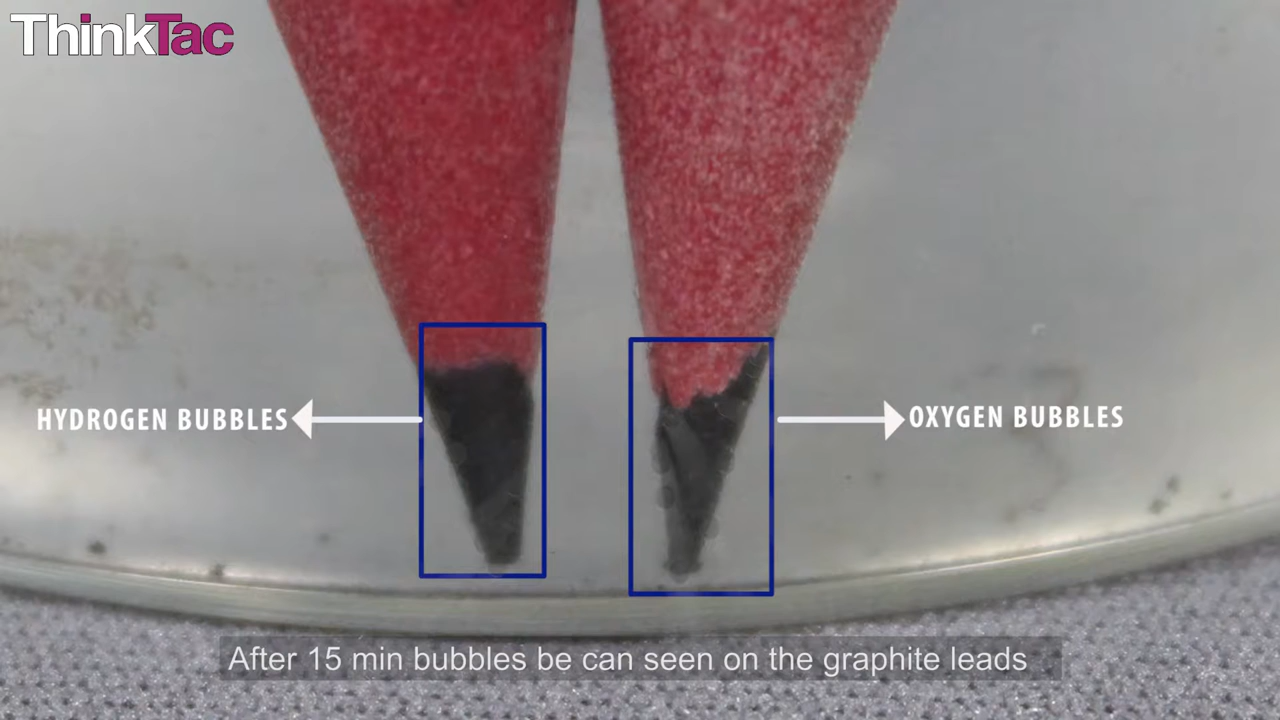 ThinkTac
HYDROGEN BUBBLES
OXYGEN BUBBLES
After 15 min bubbles be can seen on the graphite leads